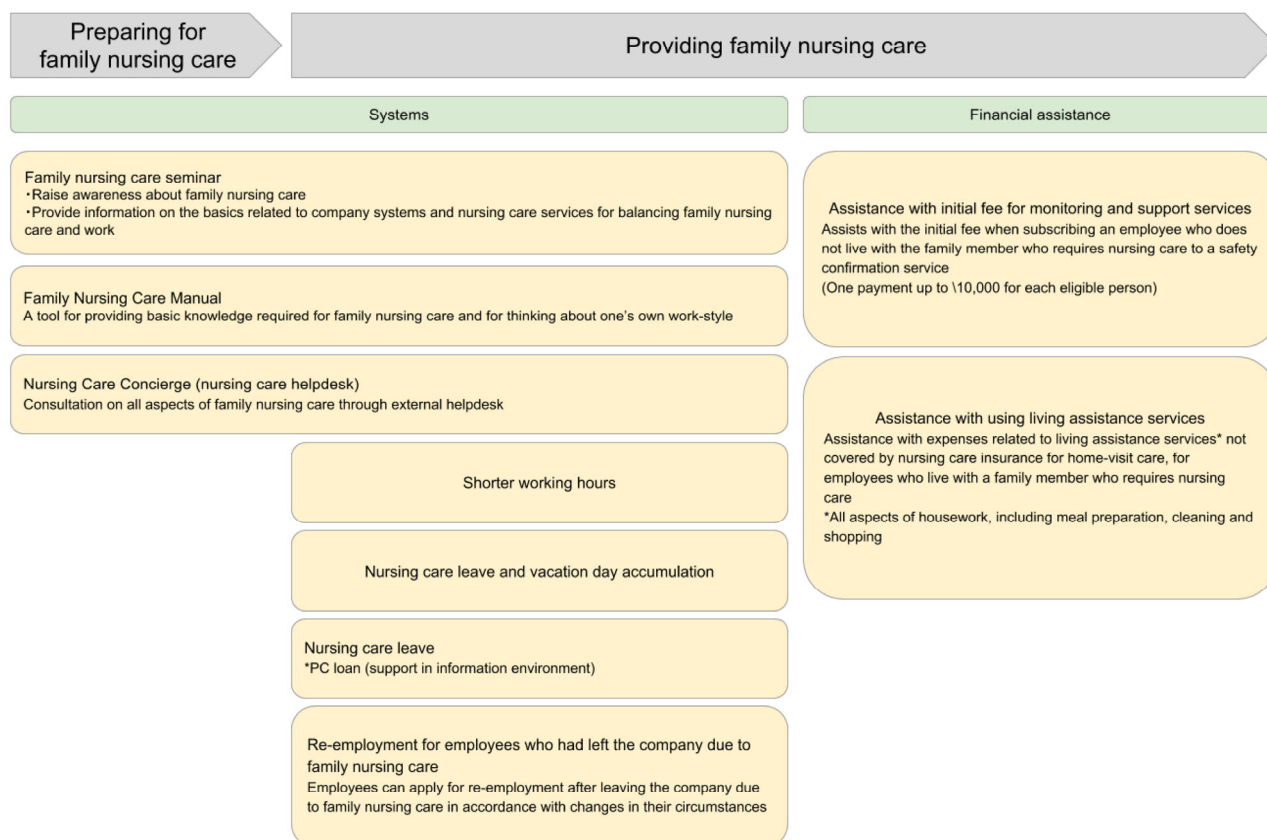 Preparing for
family nursing care
Providing family nursing care
Systems
Financial assistance
Family nursing care seminar
・Raise awareness about family nursing care
・Provide information on the basics related to company systems and nursing care services for balancing family nursing
care and work
Family Nursing Care Manual
A tool for providing basic knowledge required for family nursing care and for thinking about one's own work-style
Nursing Care Concierge (nursing care helpdesk)
Consultation on all aspects of family nursing care through external helpdesk
Shorter working hours
Nursing care leave and vacation day accumulation
Nursing care leave
*PC loan (support in information environment)
Re-employment for employees who had left the company due to
family nursing care
Employees can apply for re-employment after leaving the company due
to family nursing care in accordance with changes in their circumstances
Assistance with initial fee for monitoring and support services
Assists with the initial fee when subscribing an employee who does
not live with the family member who requires nursing care to a safety
confirmation service
(One payment up to \10,000 for each eligible person)
Assistance with using living assistance services
Assistance with expenses related to living assistance services* not
covered by nursing care insurance for home-visit care, for
employees who live with a family member who requires nursing
care
*All aspects of housework, including meal preparation, cleaning and
shopping